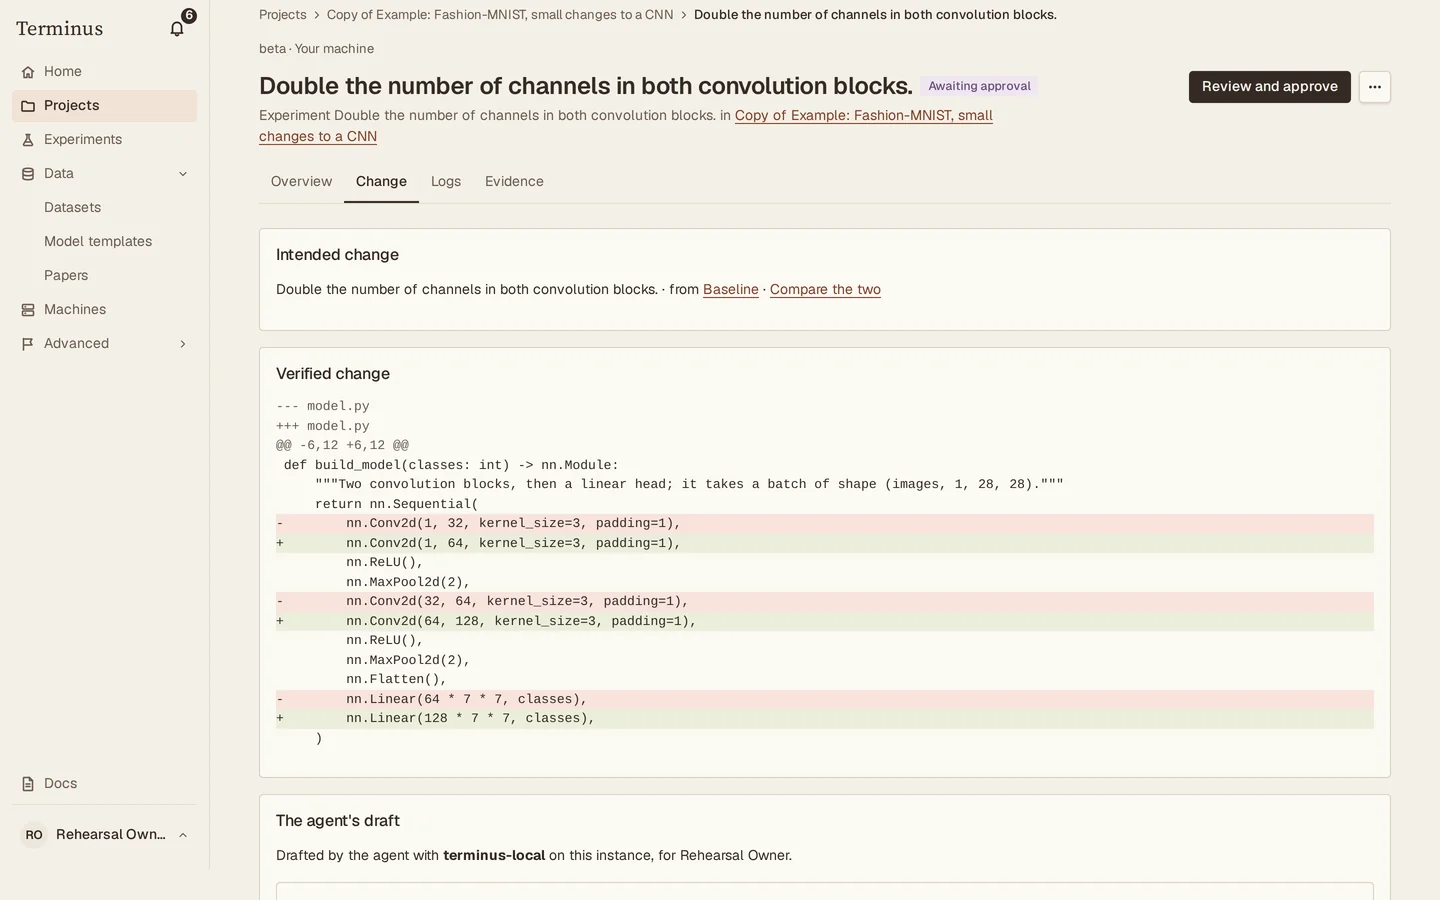 Terminus
6
Home
Projects
Experiments
Data
Datasets
Model templates
Papers
Machines
Advanced
Docs
RO Rehearsal Own...
Projects > Copy of Example: Fashion-MNIST, small changes to a CNN > Double the number of channels in both convolution blocks.
beta · Your machine
Double the number of channels in both convolution blocks. Awaiting approval
Review and approve
Experiment Double the number of channels in both convolution blocks. in Copy of Example: Fashion-MNIST, small
changes to a CNN
Overview Change Logs Evidence
Intended change
Double the number of channels in both convolution blocks. · from Baseline · Compare the two
Verified change
--- model.py
+++ model.py
@@ -6,12 +6,12 @@
 def build_model(classes: int) -> nn.Module:
     """Two convolution blocks, then a linear head; it takes a batch of shape (images, 1, 28, 28)."""
     return nn.Sequential(
-        nn.Conv2d(1, 32, kernel_size=3, padding=1),
+        nn.Conv2d(1, 64, kernel_size=3, padding=1),
         nn.ReLU(),
         nn.MaxPool2d(2),
-        nn.Conv2d(32, 64, kernel_size=3, padding=1),
+        nn.Conv2d(64, 128, kernel_size=3, padding=1),
         nn.ReLU(),
         nn.MaxPool2d(2),
         nn.Flatten(),
-        nn.Linear(64 * 7 * 7, classes),
+        nn.Linear(128 * 7 * 7, classes),
     )
The agent's draft
Drafted by the agent with terminus-local on this instance, for Rehearsal Owner.